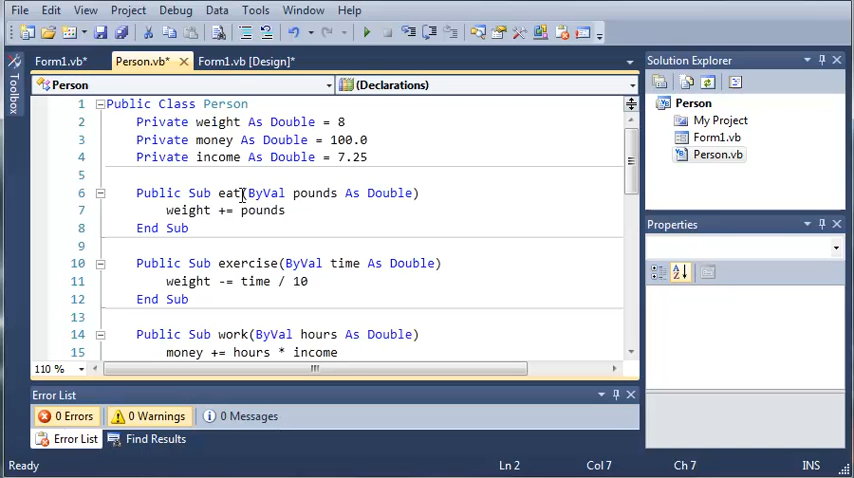 File Edit View Project Debug Data Tools Window Help
Form1.vb* Person.vb* Form1.vb [Design]*
Toolbox
Person (Declarations)
1 Public Class Person
2 Private weight As Double = 8
3 Private money As Double = 100.0
4 Private income As Double = 7.25
5
6 Public Sub eat(ByVal pounds As Double)
7 weight += pounds
8 End Sub
9
10 Public Sub exercise(ByVal time As Double)
11 weight -= time / 10
12 End Sub
13
14 Public Sub work(ByVal hours As Double)
15 money += hours * income
110 %
Solution Explorer
Person
My Project
Form1.vb
Person.vb
Properties
Error List
0 Errors 0 Warnings 0 Messages
Error List Find Results
Ready Ln 2 Col 7 Ch 7 INS